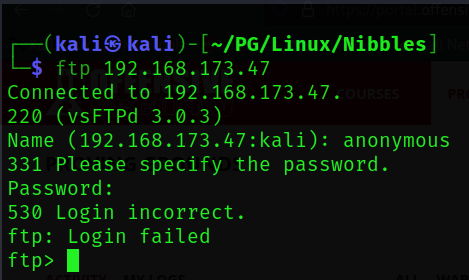 ┌──(kali㉿kali)-[~/PG/Linux/Nibbles]
└─$ ftp 192.168.173.47
Connected to 192.168.173.47.
220 (vsFTPd 3.0.3)
Name (192.168.173.47:kali): anonymous
331 Please specify the password.
Password:
530 Login incorrect.
ftp: Login failed
ftp>